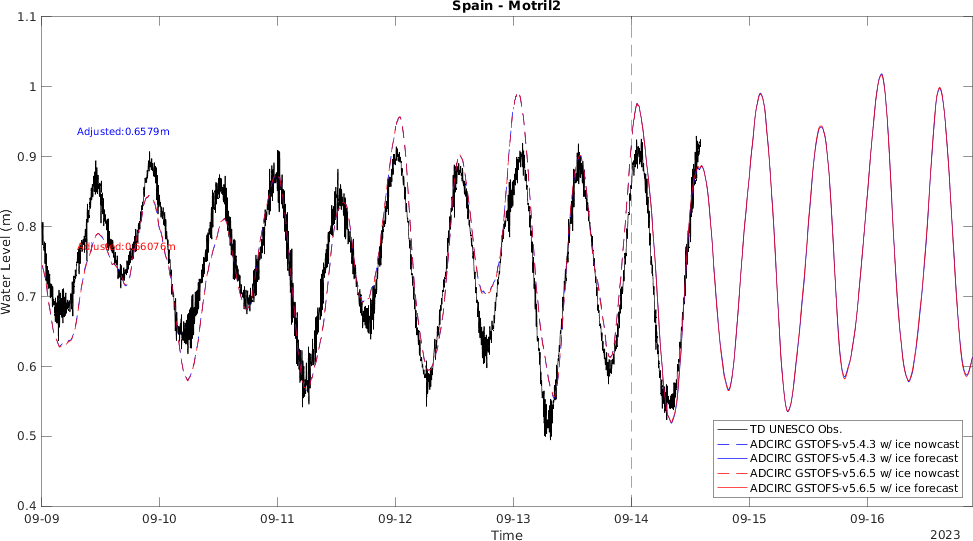 Spain - Motril2
1.1
1
0.9
0.8
0.7
0.6
0.5
0.4
Water Level (m)
Adjusted:0.6579m
Adjusted:0.66076m
TD UNESCO Obs.
ADCIRC GSTOFS-v5.4.3 w/ ice nowcast
ADCIRC GSTOFS-v5.4.3 w/ ice forecast
ADCIRC GSTOFS-v5.6.5 w/ ice nowcast
ADCIRC GSTOFS-v5.6.5 w/ ice forecast
09-09 09-10 09-11 09-12 09-13 09-14 09-15 09-16
Time
2023